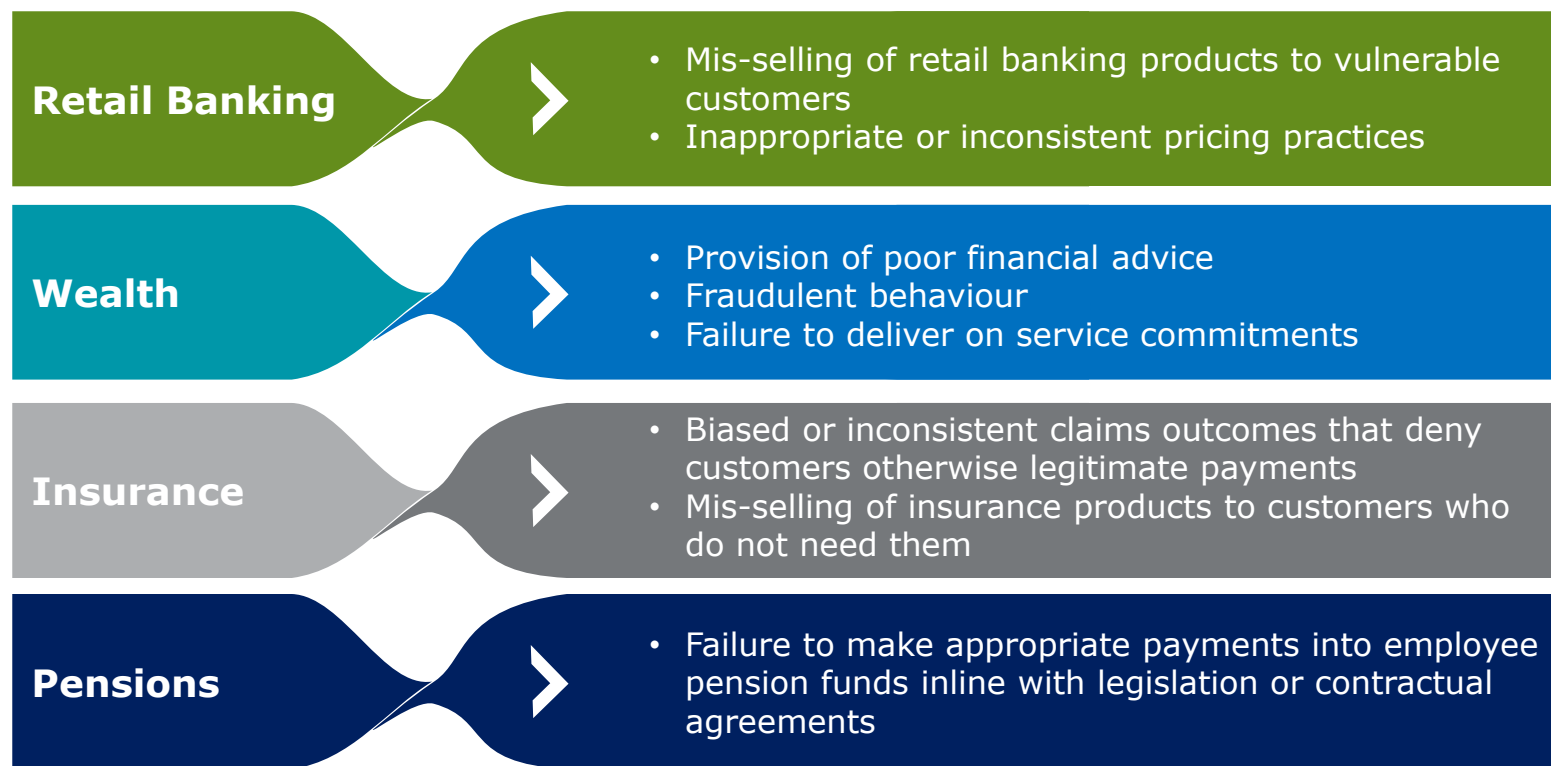 Retail Banking
• Mis-selling of retail banking products to vulnerable
customers
• Inappropriate or inconsistent pricing practices
Wealth
• Provision of poor financial advice
• Fraudulent behaviour
• Failure to deliver on service commitments
Insurance
• Biased or inconsistent claims outcomes that deny
customers otherwise legitimate payments
• Mis-selling of insurance products to customers who
do not need them
Pensions
• Failure to make appropriate payments into employee
pension funds inline with legislation or contractual
agreements